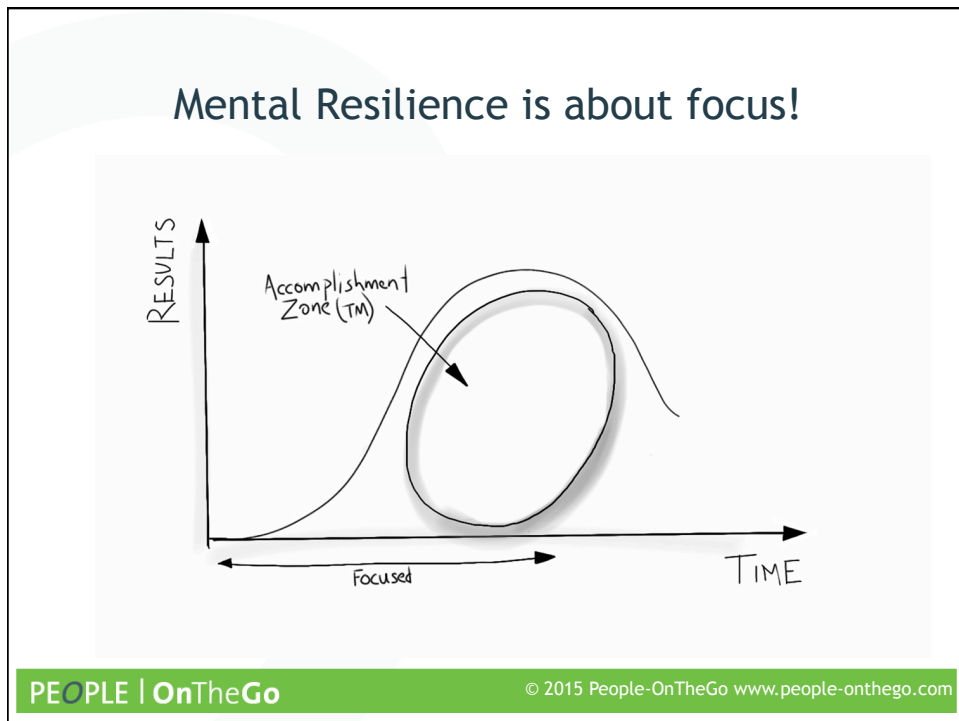 Mental Resilience is about focus!
RESULTS
Accomplishment
Zone (TM)
Focused
TIME
PEOPLE | OnTheGo
© 2015 People-OnTheGo www.people-onthego.com